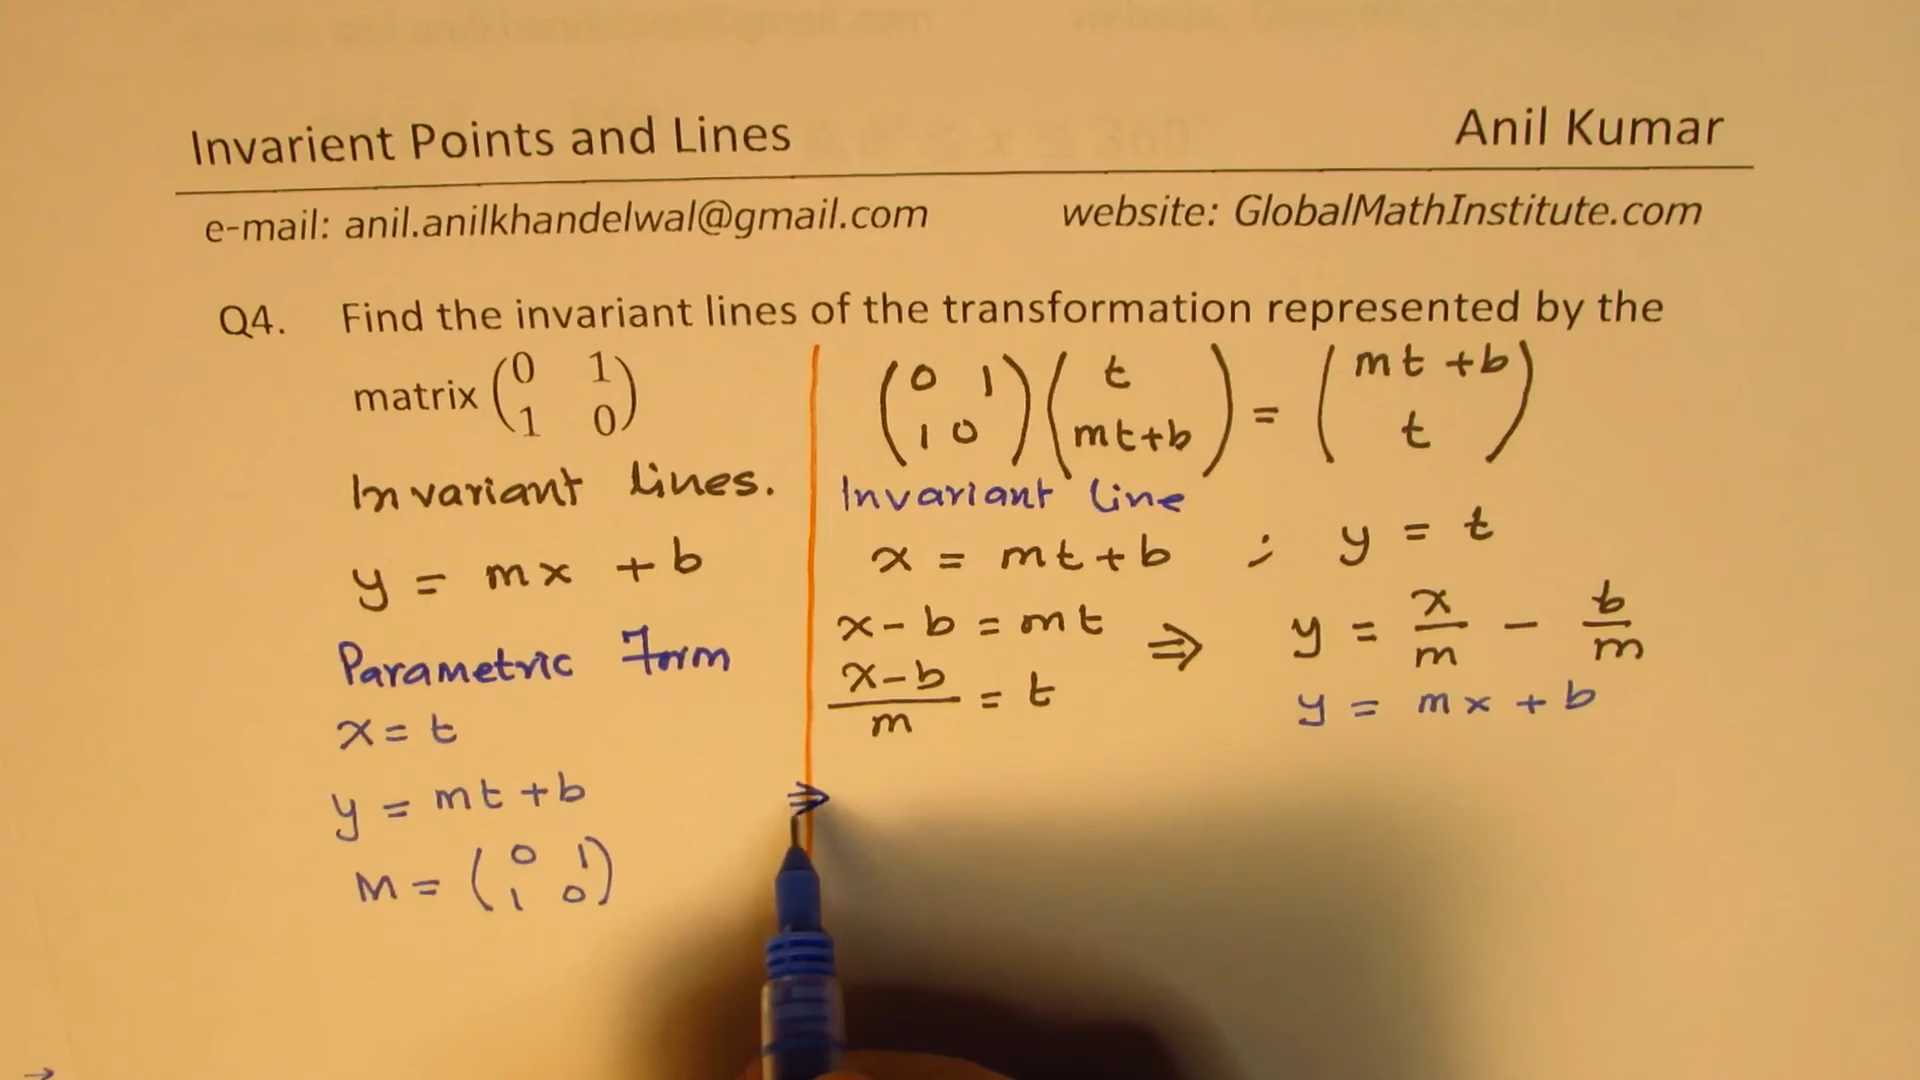 Invarient Points and Lines Anil Kumar
e-mail: anil.anilkhandelwal@gmail.com website: GlobalMathInstitute.com
Q4. Find the invariant lines of the transformation represented by the
matrix (0 1
1 0)
Invariant lines.
y = mx + b
Parametric Form
x = t
y = mt + b
M = (0 1
1 0)
(0 1
1 0) (t
mt+b) = (mt + b
t)
Invariant line
x = mt + b ; y = t
x - b = mt ⇒ y = x/m - b/m
(x-b)/m = t
y = mx + b
⇒
→